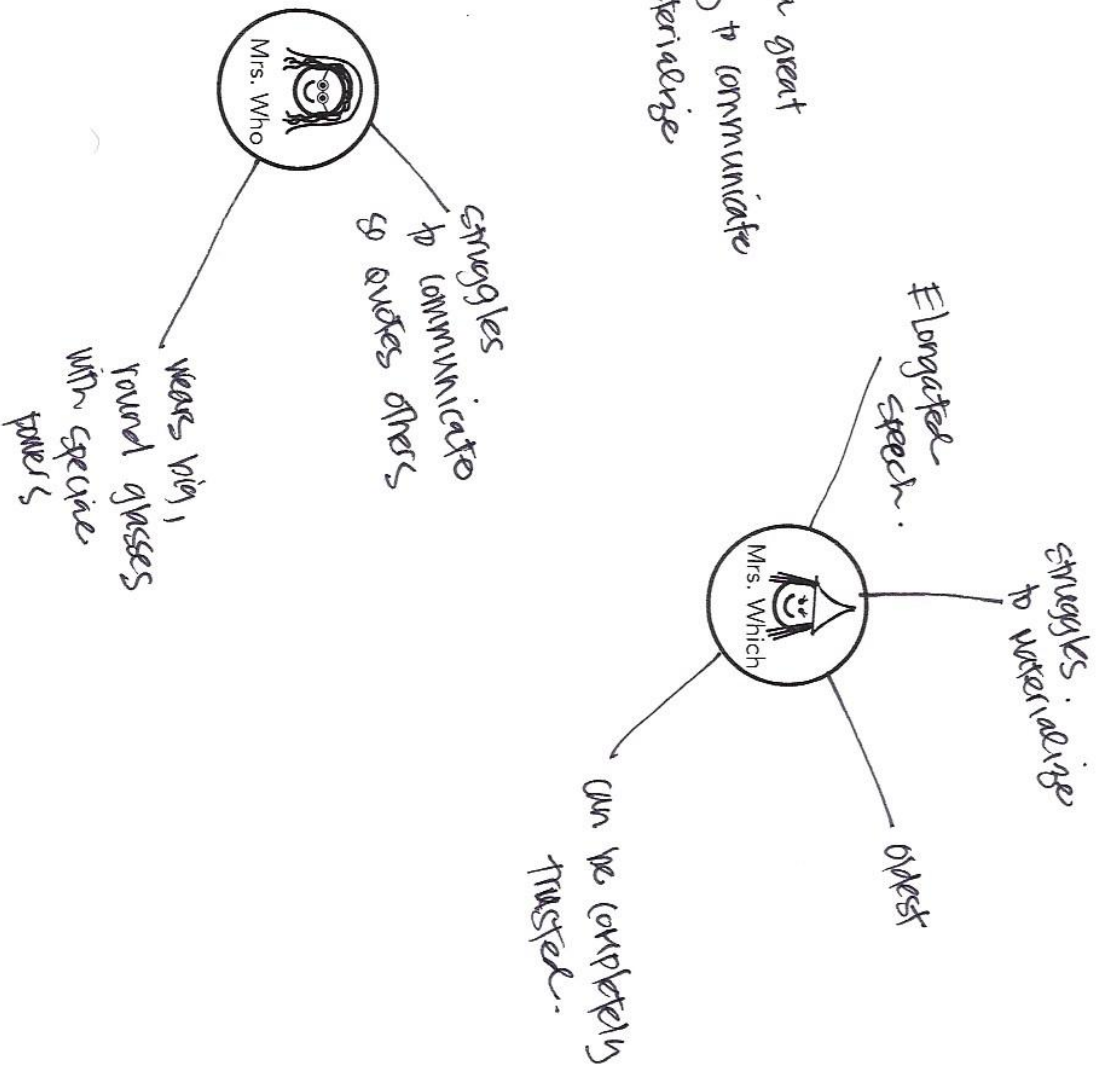 great
to communicate
Mrs. Who
struggles
to communicate
so quotes others
wears big,
round glasses
with special
powers
Elongated
speech.
struggles
to Materialize
Mrs. Which
oldest
can be completely
trusted.